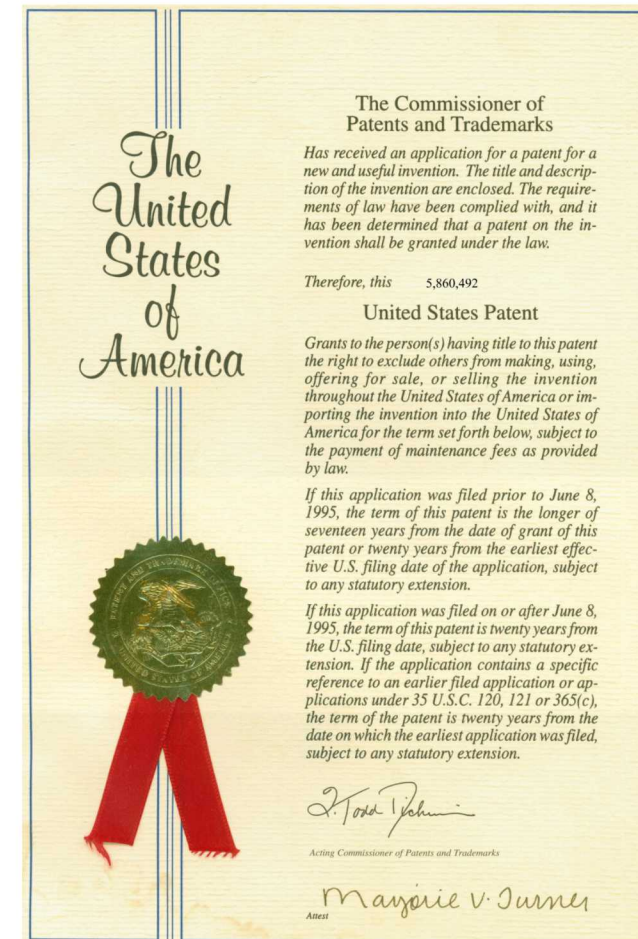 The
United
States
of
America
The Commissioner of
Patents and Trademarks
Has received an application for a patent for a
new and useful invention. The title and descrip-
tion of the invention are enclosed. The require-
ments of law have been complied with, and it
has been determined that a patent on the in-
vention shall be granted under the law.
Therefore, this 5,860,492
United States Patent
Grants to the person(s) having title to this patent
the right to exclude others from making, using,
offering for sale, or selling the invention
throughout the United States of America or im-
porting the invention into the United States of
America for the term set forth below, subject to
the payment of maintenance fees as provided
by law.
If this application was filed prior to June 8,
1995, the term of this patent is the longer of
seventeen years from the date of grant of this
patent or twenty years from the earliest effec-
tive U.S. filing date of the application, subject
to any statutory extension.
If this application was filed on or after June 8,
1995, the term of this patent is twenty years from
the U.S. filing date, subject to any statutory ex-
tension. If the application contains a specific
reference to an earlier filed application or ap-
plications under 35 U.S.C. 120, 121 or 365(c),
the term of the patent is twenty years from the
date on which the earliest application was filed,
subject to any statutory extension.
PATENT AND TRADEMARK OFFICE
UNITED STATES OF AMERICA
Todd
Acting Commissioner of Patents and Trademarks
Marjorie V. Turner
Attest